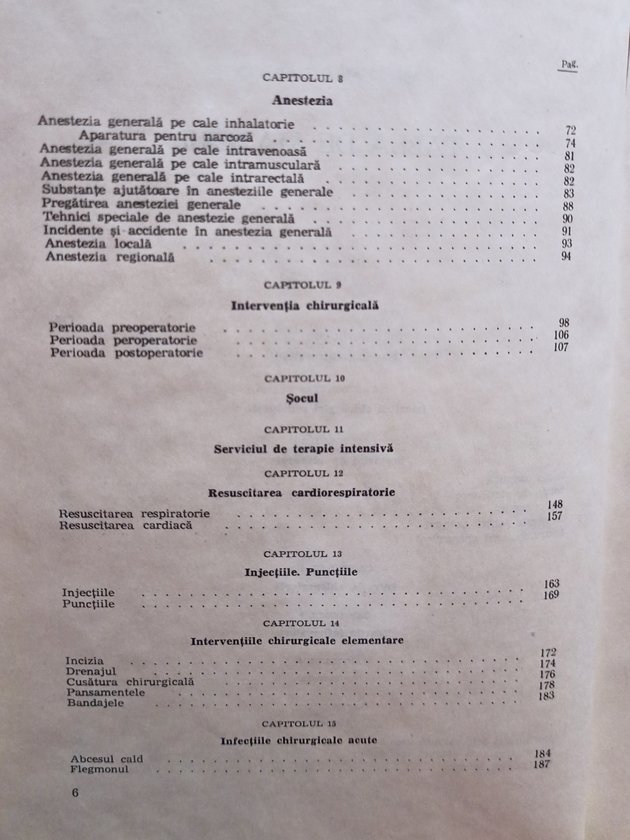 Pag.
CAPITOLUL 8
Anestezia
Anestezia generală pe cale inhalatorie . . . . . . . . . . . . 72
Aparatura pentru narcoză . . . . . . . . . . . . 74
Anestezia generală pe cale intravenoasă . . . . . . . . . . . . 81
Anestezia generală pe cale intramusculară . . . . . . . . . . . . 82
Anestezia generală pe cale intrarectală . . . . . . . . . . . . 82
Substanțe ajutătoare în anesteziile generale . . . . . . . . . . . . 83
Pregătirea anesteziei generale . . . . . . . . . . . . 88
Tehnici speciale de anestezie generală . . . . . . . . . . . . 90
Incidente și accidente în anestezia generală . . . . . . . . . . . . 91
Anestezia locală . . . . . . . . . . . . 93
Anestezia regională . . . . . . . . . . . . 94
CAPITOLUL 9
Intervenția chirurgicală
Perioada preoperatorie . . . . . . . . . . . . 98
Perioada peroperatorie . . . . . . . . . . . . 106
Perioada postoperatorie . . . . . . . . . . . . 107
CAPITOLUL 10
Șocul
CAPITOLUL 11
Serviciul de terapie intensivă
CAPITOLUL 12
Resuscitarea cardiorespiratorie
Resuscitarea respiratorie . . . . . . . . . . . . 148
Resuscitarea cardiacă . . . . . . . . . . . . 157
CAPITOLUL 13
Injecțiile. Puncțiile
Injecțiile . . . . . . . . . . . . 163
Puncțiile . . . . . . . . . . . . 169
CAPITOLUL 14
Intervențiile chirurgicale elementare
Incizia . . . . . . . . . . . . 172
Drenajul . . . . . . . . . . . . 174
Cusătura chirurgicală . . . . . . . . . . . . 176
Pansamentele . . . . . . . . . . . . 178
Bandajele . . . . . . . . . . . . 183
CAPITOLUL 15
Infecțiile chirurgicale acute
Abcesul cald . . . . . . . . . . . . 184
Flegmonul . . . . . . . . . . . . 187
6